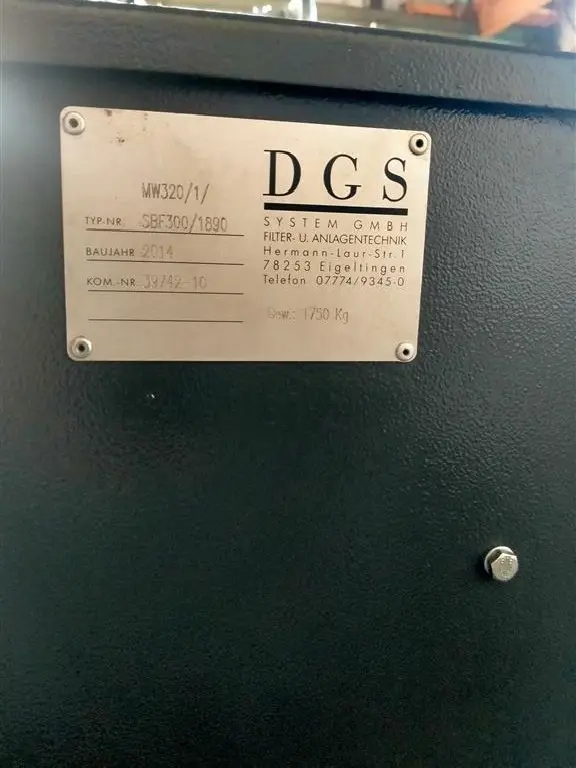 MW320/1/
TYP-NR. SBF300/1890
BAUJAHR 2014
KOM.-NR. 39742-10
DGS
SYSTEM GMBH
FILTER- U. ANLAGENTECHNIK
Hermann-Laur-Str. 1
78253 Eigeltingen
Telefon 07774/9345-0
Gew.: 1750 Kg